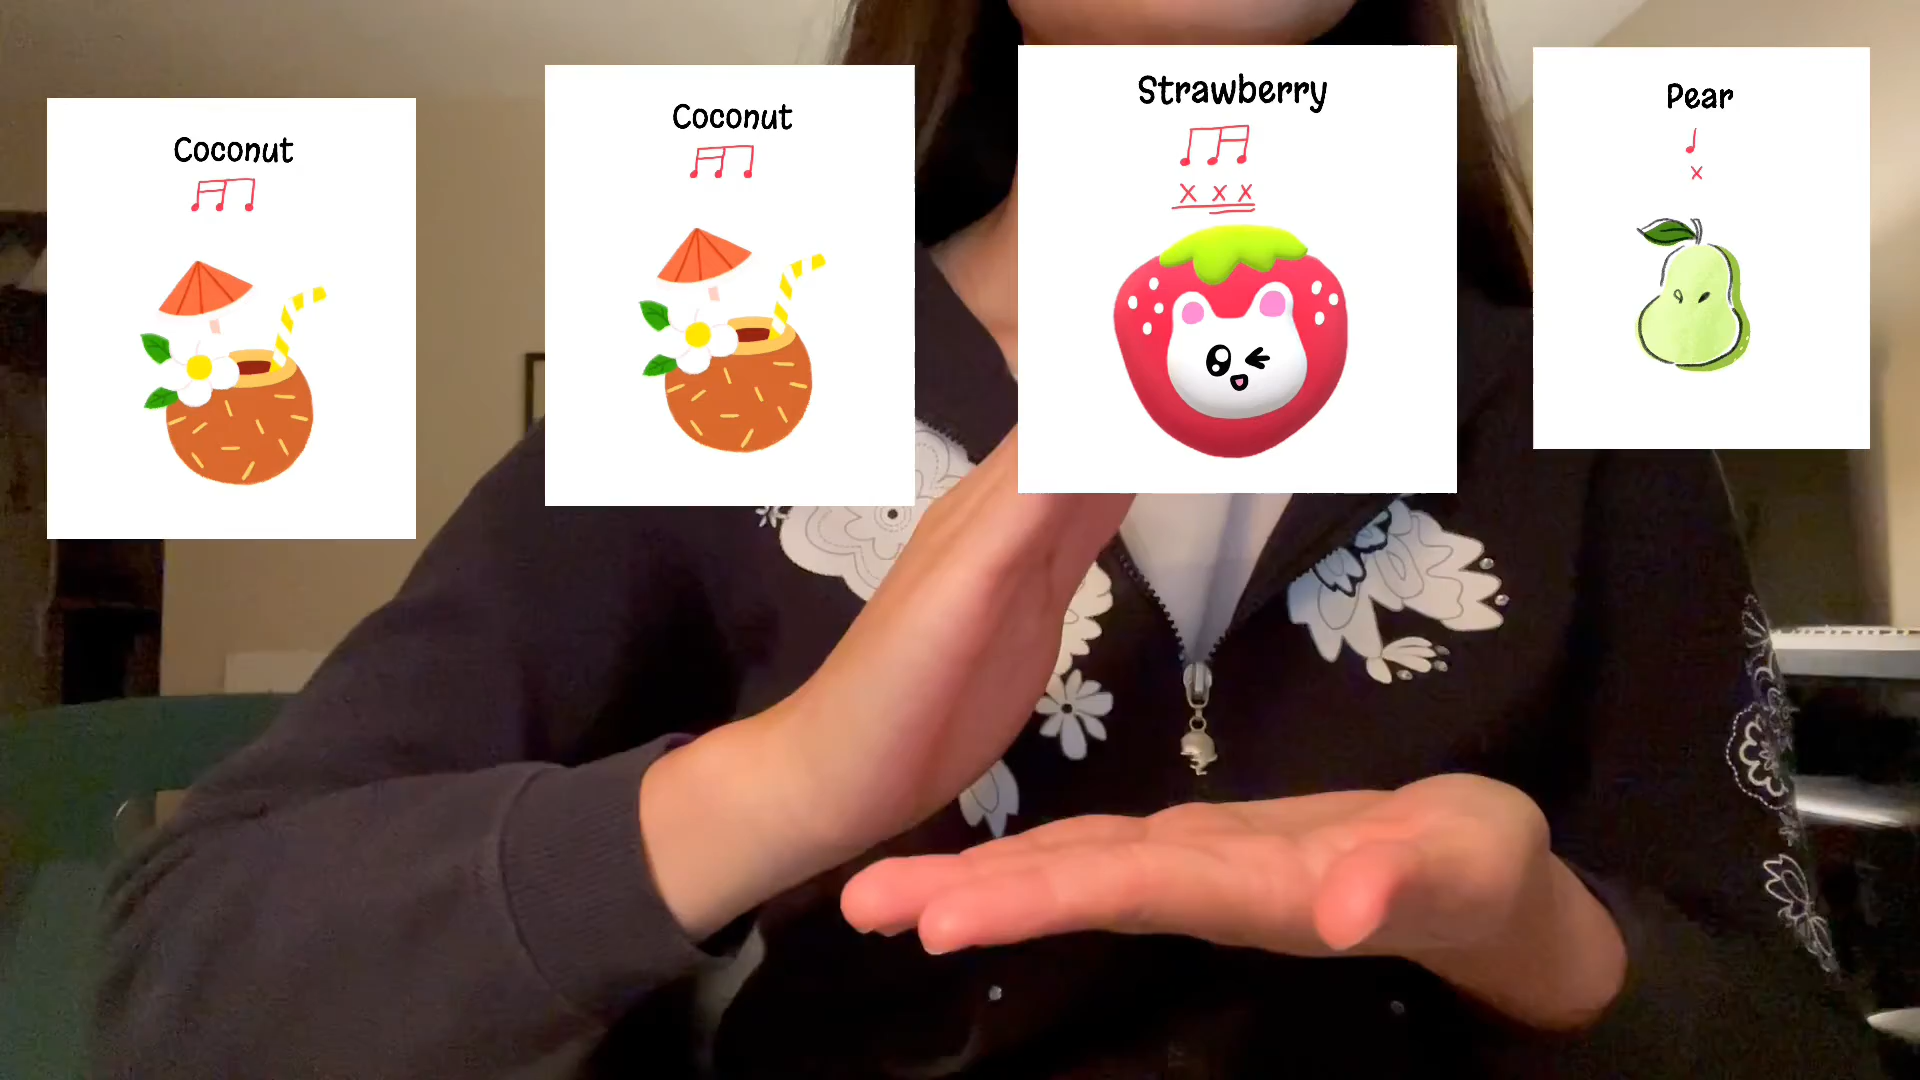 Coconut
Coconut
Strawberry
x x x
Pear
x